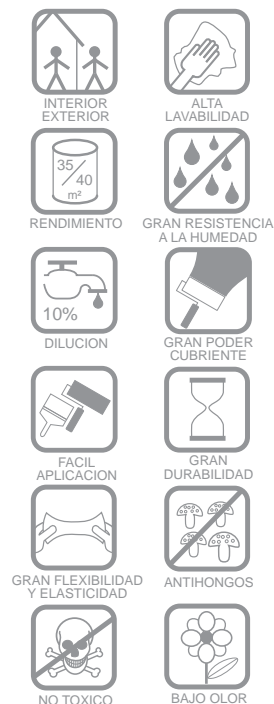 INTERIOR
EXTERIOR
ALTA
LAVABILIDAD
35
40
m²
RENDIMIENTO
GRAN RESISTENCIA
A LA HUMEDAD
10%
DILUCION
GRAN PODER
CUBRIENTE
FACIL
APLICACION
GRAN
DURABILIDAD
GRAN FLEXIBILIDAD
Y ELASTICIDAD
ANTIHONGOS
NO TOXICO
BAJO OLOR